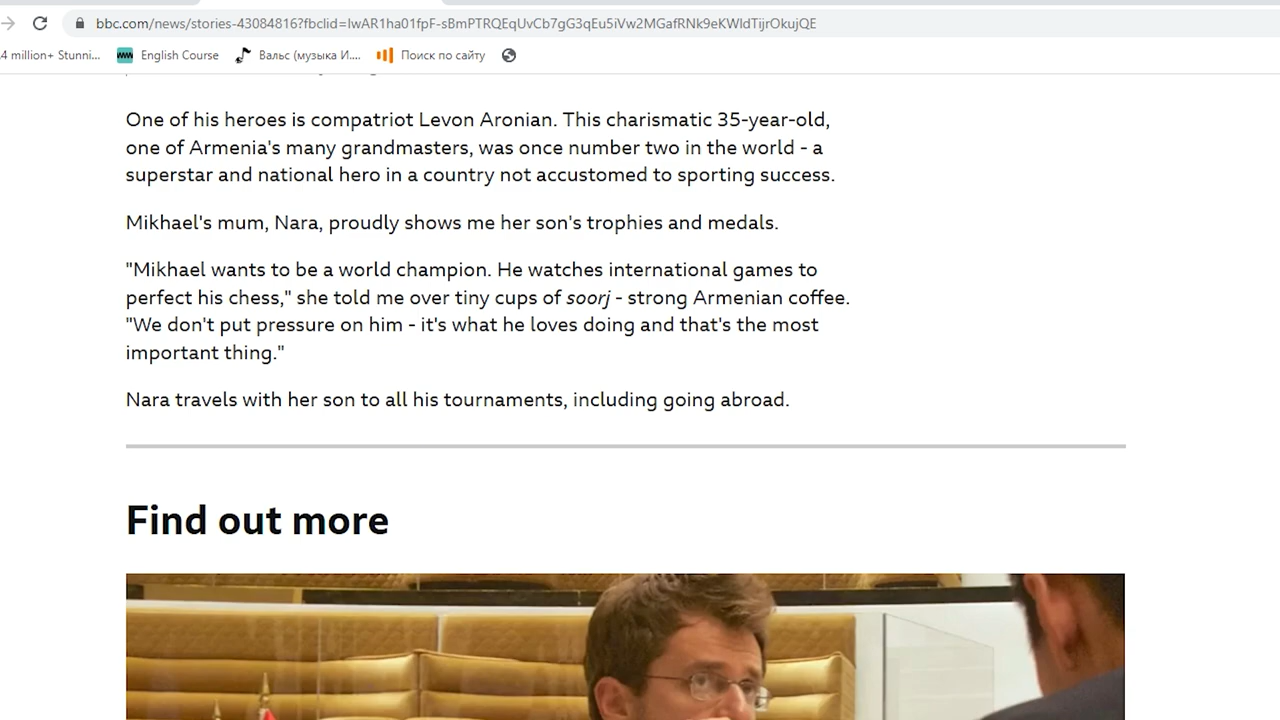 bbc.com/news/stories-43084816?fbclid=IwAR1ha01fpF-sBmPTRQEqUvCb7gG3qEu5iVw2MGafRNk9eKWldTijrOkujQE
4 million+ Stunni... English Course Вальс (музыка И.... Поиск по сайту
One of his heroes is compatriot Levon Aronian. This charismatic 35-year-old,
one of Armenia's many grandmasters, was once number two in the world - a
superstar and national hero in a country not accustomed to sporting success.
Mikhael's mum, Nara, proudly shows me her son's trophies and medals.
"Mikhael wants to be a world champion. He watches international games to
perfect his chess," she told me over tiny cups of soorj - strong Armenian coffee.
"We don't put pressure on him - it's what he loves doing and that's the most
important thing."
Nara travels with her son to all his tournaments, including going abroad.
Find out more